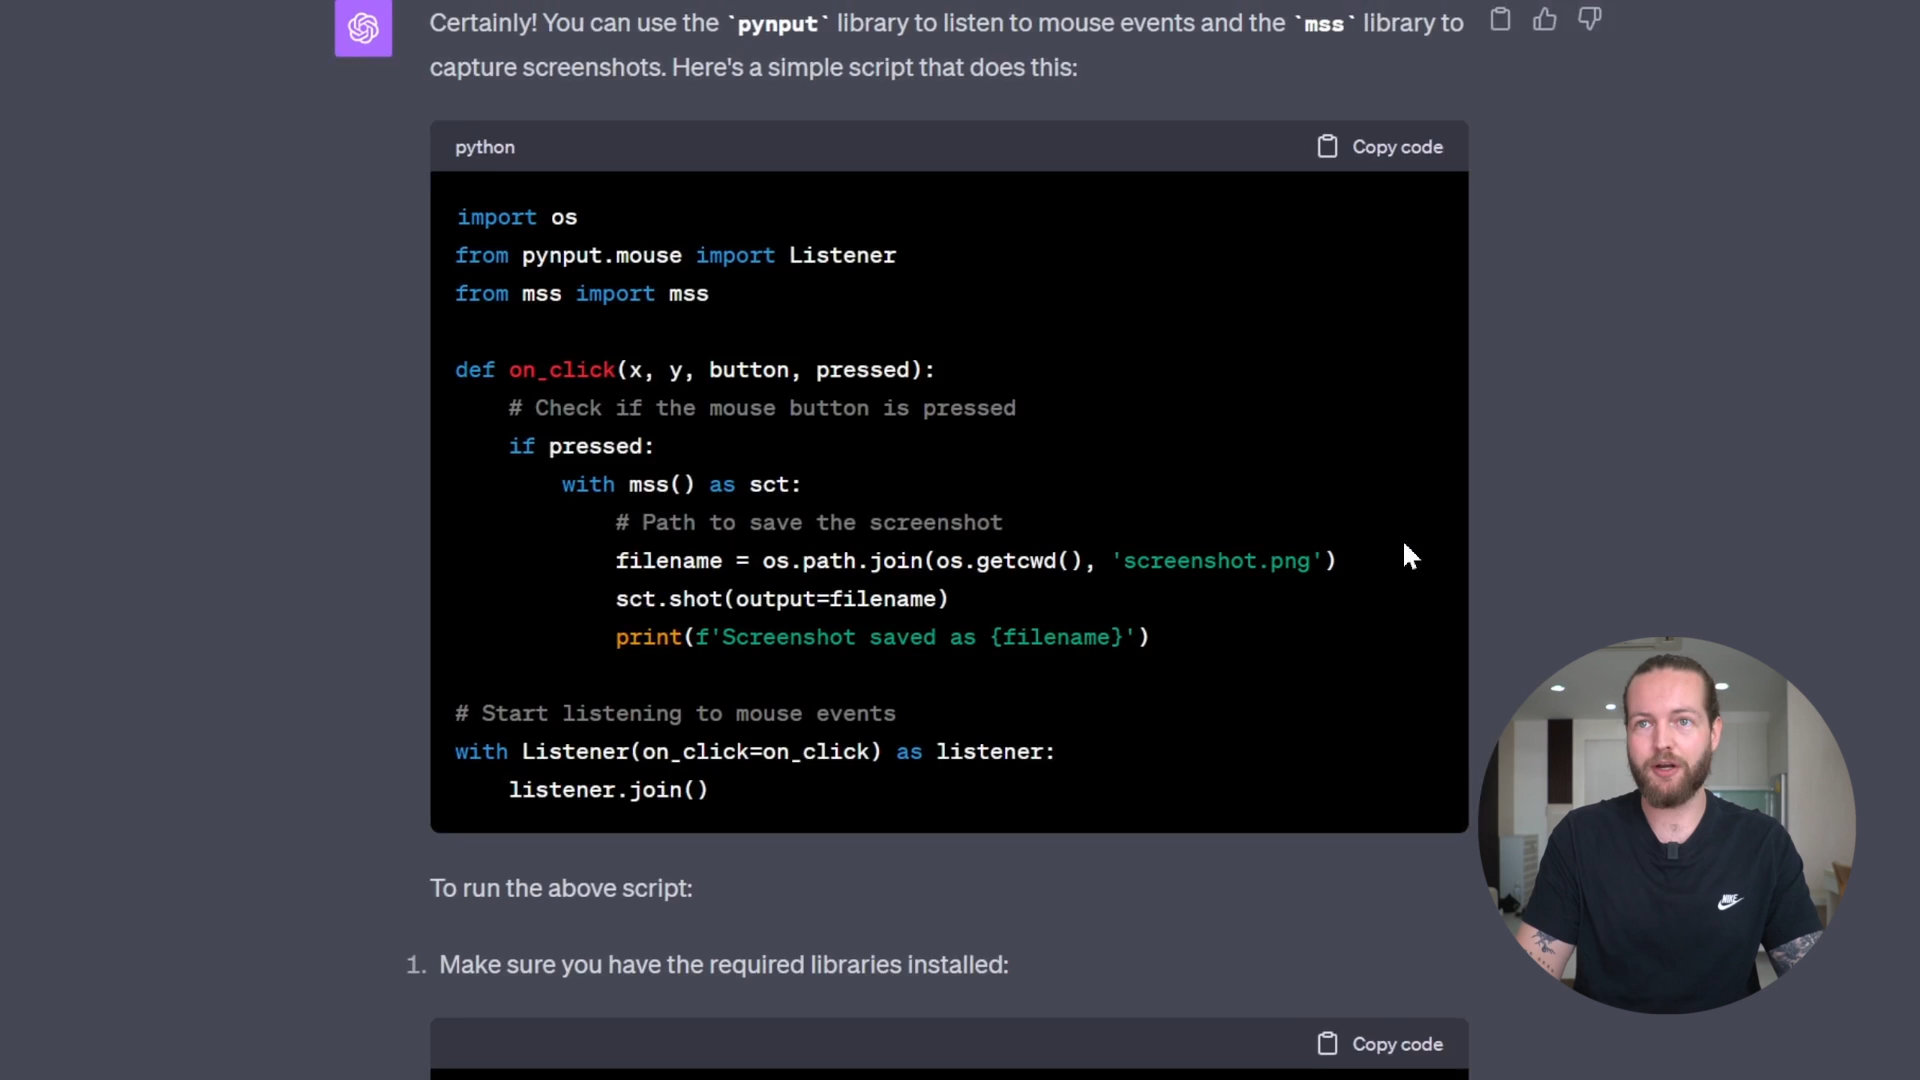 Certainly! You can use the `pynput` library to listen to mouse events and the `mss` library to
capture screenshots. Here's a simple script that does this:
python
Copy code
import os
from pynput.mouse import Listener
from mss import mss
def on_click(x, y, button, pressed):
# Check if the mouse button is pressed
if pressed:
with mss() as sct:
# Path to save the screenshot
filename = os.path.join(os.getcwd(), 'screenshot.png')
sct.shot(output=filename)
print(f'Screenshot saved as {filename}')
# Start listening to mouse events
with Listener(on_click=on_click) as listener:
listener.join()
To run the above script:
1. Make sure you have the required libraries installed:
Copy code
NIKE